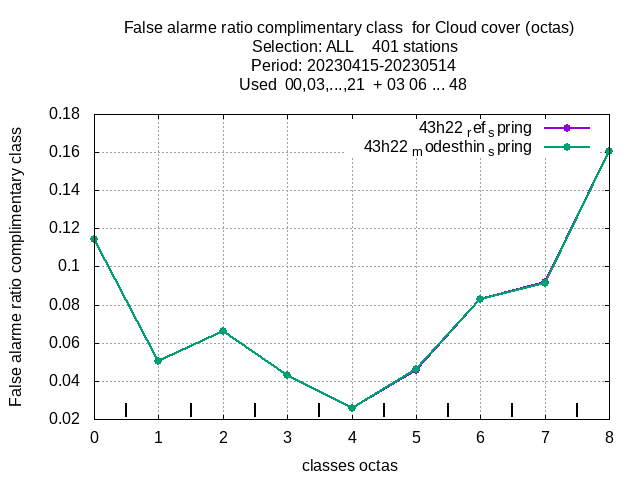 False alarme ratio complimentary class  for Cloud cover (octas)
Selection: ALL    401 stations
Period: 20230415-20230514
Used  00,03,...,21  + 03 06 ... 48
43h22 ref spring
43h22 modesthin spring
False alarme ratio complimentary class
0.18
0.16
0.14
0.12
0.1
0.08
0.06
0.04
0.02
0 1 2 3 4 5 6 7 8
classes octas